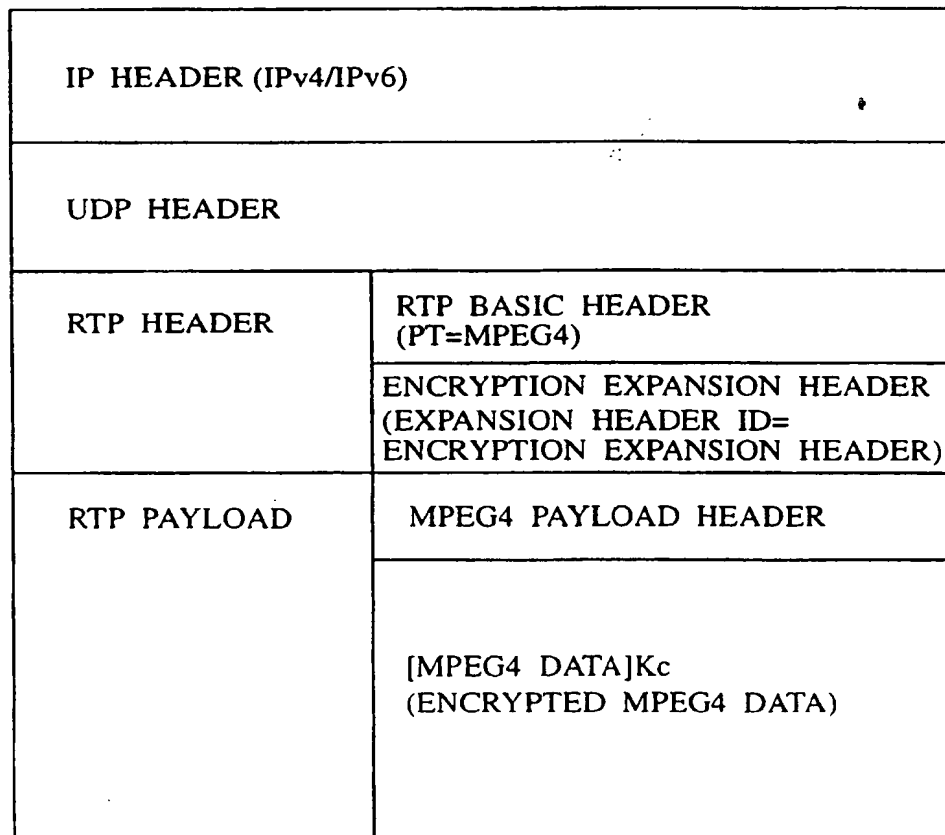 IP HEADER (IPv4/IPv6)
UDP HEADER
RTP HEADER
RTP BASIC HEADER
(PT=MPEG4)
ENCRYPTION EXPANSION HEADER
(EXPANSION HEADER ID=
ENCRYPTION EXPANSION HEADER)
RTP PAYLOAD
MPEG4 PAYLOAD HEADER
[MPEG4 DATA]Kc
(ENCRYPTED MPEG4 DATA)